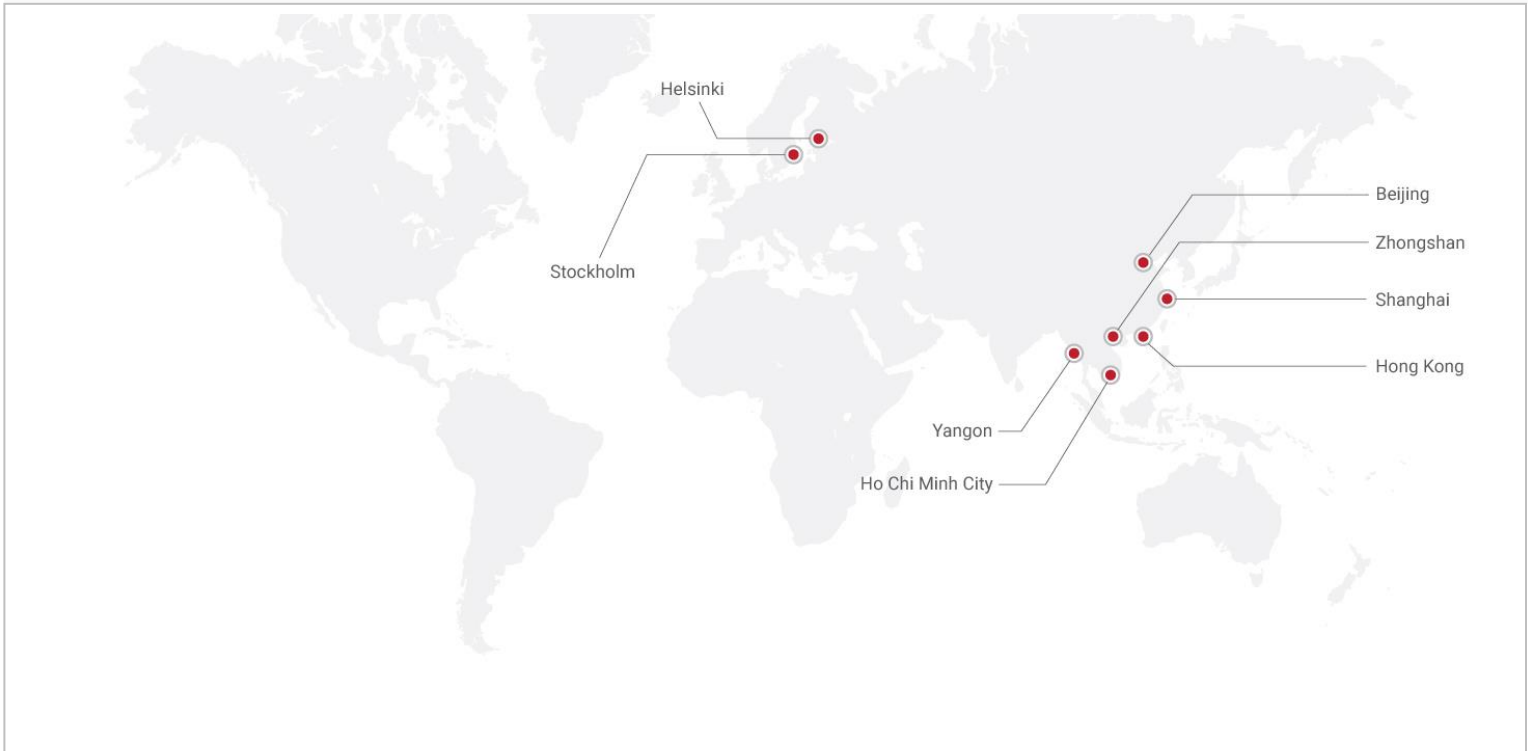 Helsinki
Beijing
Zhongshan
Stockholm
Shanghai
Hong Kong
Yangon
Ho Chi Minh City